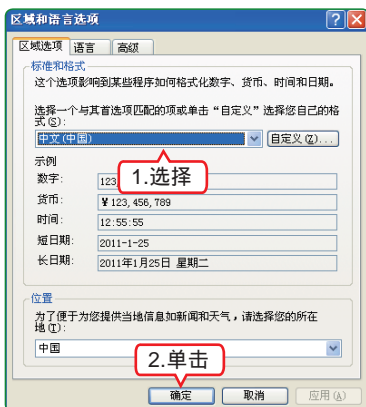 区域和语言选项
区域选项 语言 高级
标准和格式
这个选项影响到某些程序如何格式化数字、货币、时间和日期。
选择一个与其首选项匹配的项或单击“自定义”选择您自己的格
式(S):
中文(中国) 自定义(Z)...
示例
1.选择
数字: 123
货币: ￥123,456,789
时间: 12:55:55
短日期: 2011-1-25
长日期: 2011年1月25日 星期二
位置
为了便于为您提供当地信息如新闻和天气，请选择您的所在
地(T):
中国
2.单击
确定 取消 应用(A)